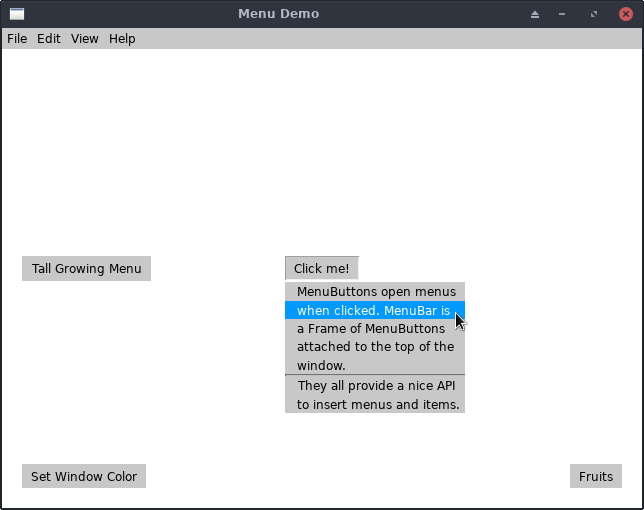 Menu Demo
File Edit View Help
Tall Growing Menu
Click me!
MenuButtons open menus
when clicked. MenuBar is
a Frame of MenuButtons
attached to the top of the
window.
They all provide a nice API
to insert menus and items.
Set Window Color
Fruits